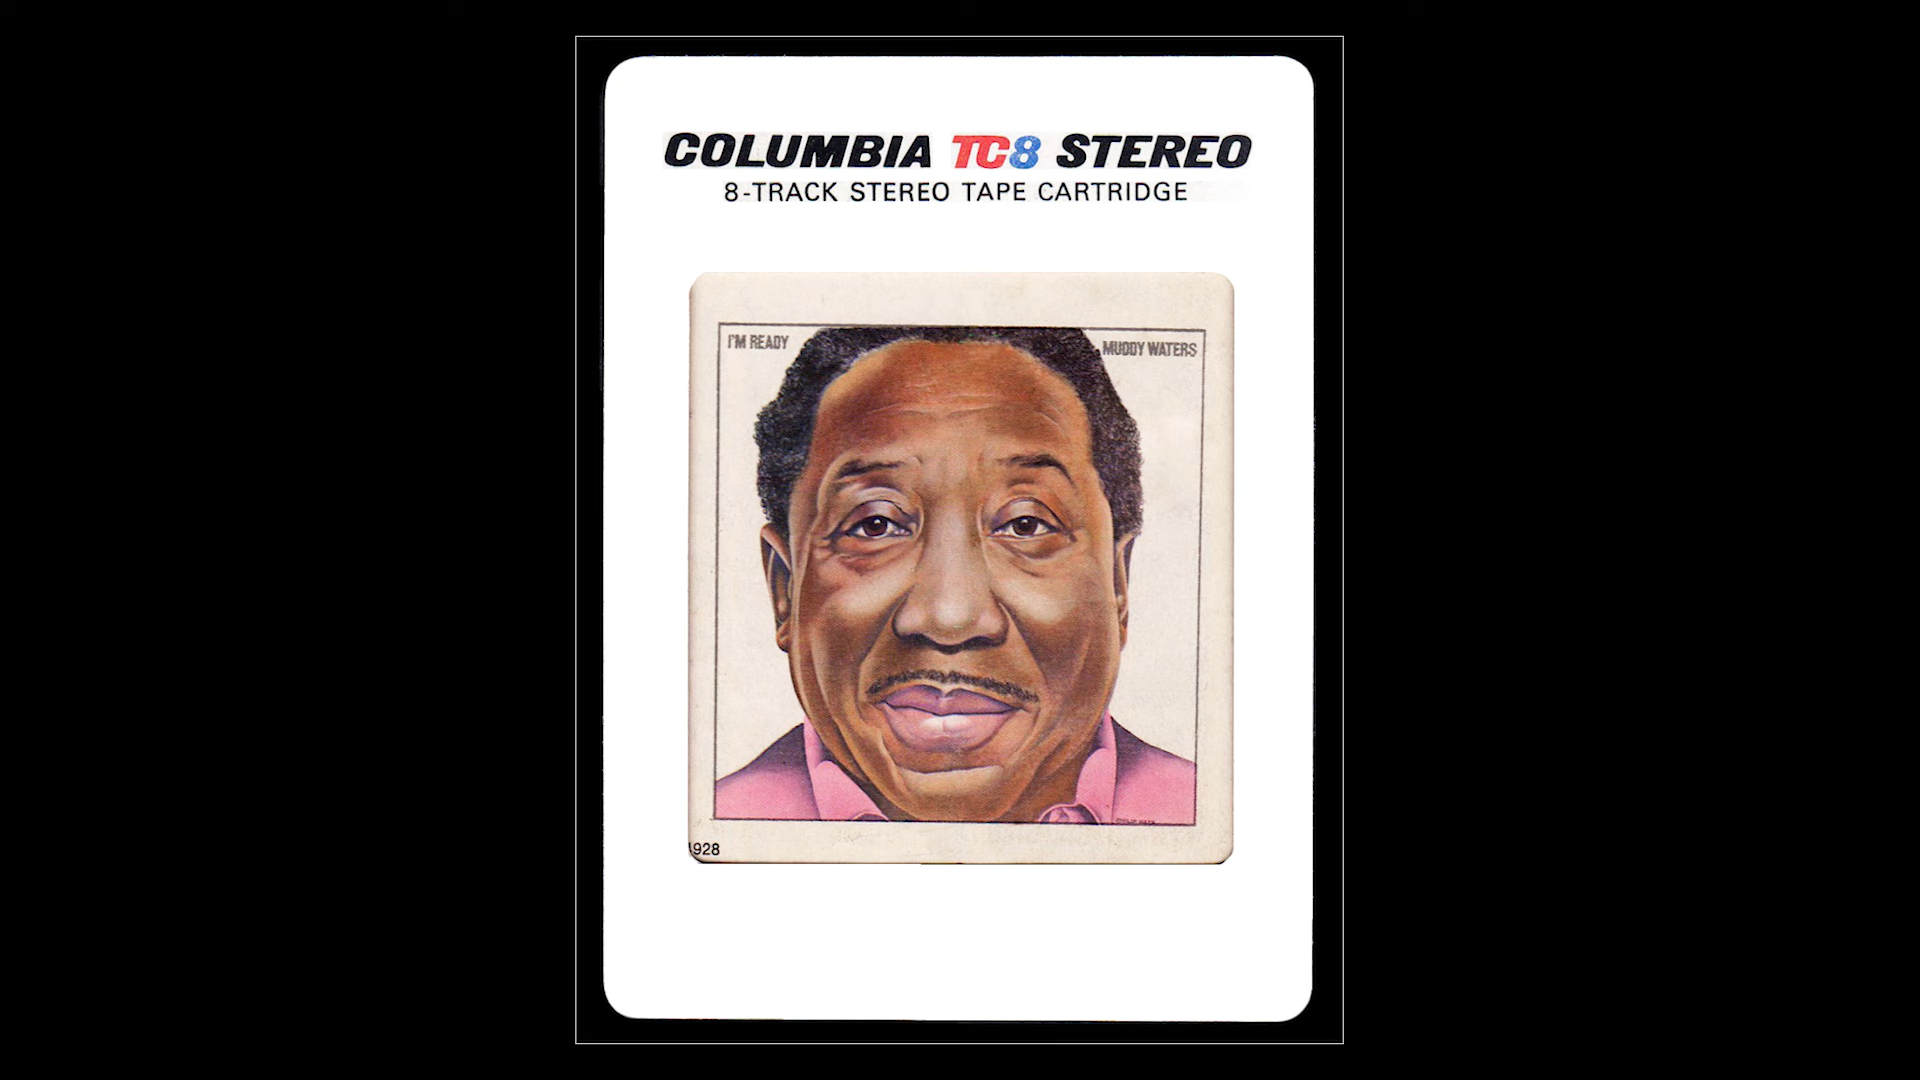 COLUMBIA TC8 STEREO
8-TRACK STEREO TAPE CARTRIDGE
I'M READY
MUDDY WATERS
928